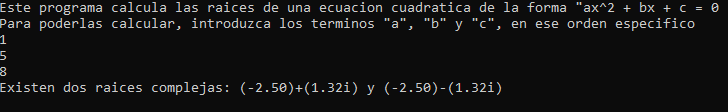 Este programa calcula las raices de una ecuacion cuadratica de la forma "ax^2 + bx + c = 0
Para poderlas calcular, introduzca los terminos "a", "b" y "c", en ese orden especifico
1
5
8
Existen dos raices complejas: (-2.50)+(1.32i) y (-2.50)-(1.32i)